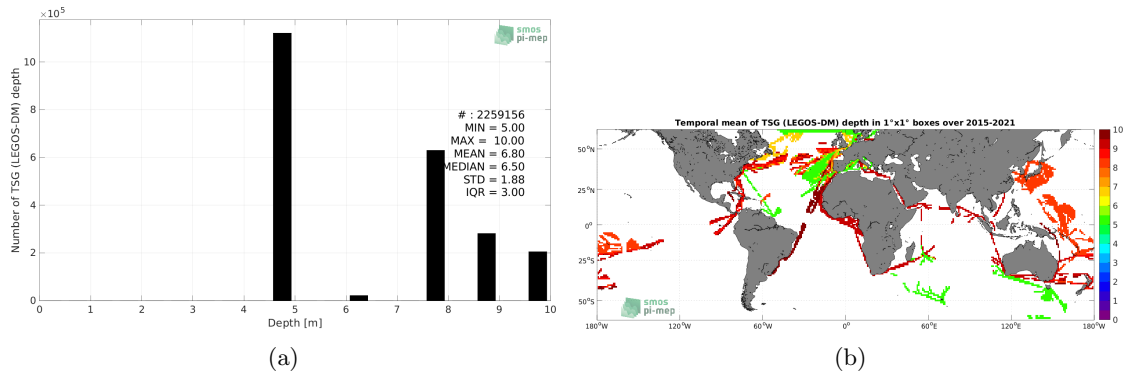 ×10⁵
smos
pi-mep
10
8
6
4
2
0
Number of TSG (LEGOS-DM) depth
# : 2259156
MIN = 5.00
MAX = 10.00
MEAN = 6.80
MEDIAN = 6.50
STD = 1.88
IQR = 3.00
0 1 2 3 4 5 6 7 8 9 10
Depth [m]
(a)
Temporal mean of TSG (LEGOS-DM) depth in 1°x1° boxes over 2015-2021
50°N
25°N
0°
25°S
50°S
smos
pi-mep
180°W 120°W 60°W 0° 60°E 120°E 180°E
10
9
8
7
6
5
4
3
2
1
0
(b)